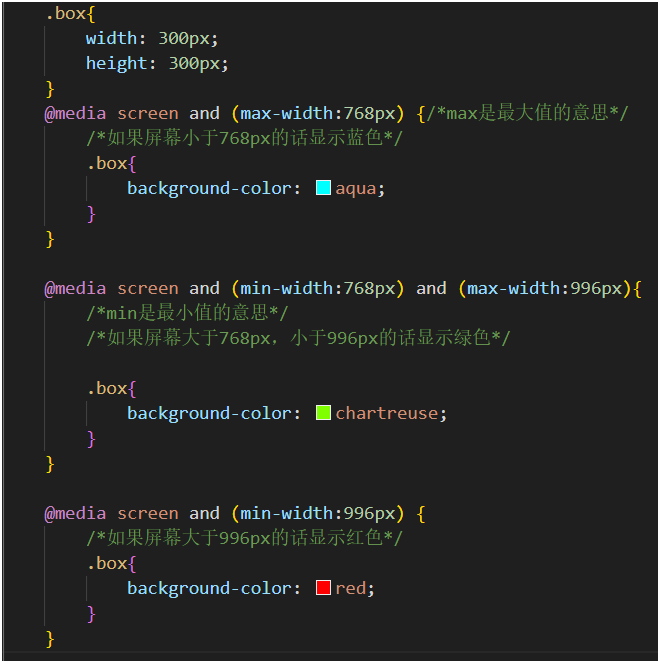 .box{
width: 300px;
height: 300px;
}
@media screen and (max-width:768px) {/*max是最大值的意思*/
/*如果屏幕小于768px的话显示蓝色*/
.box{
background-color: aqua;
}
}
@media screen and (min-width:768px) and (max-width:996px){
/*min是最小值的意思*/
/*如果屏幕大于768px，小于996px的话显示绿色*/
.box{
background-color: chartreuse;
}
}
@media screen and (min-width:996px) {
/*如果屏幕大于996px的话显示红色*/
.box{
background-color: red;
}
}